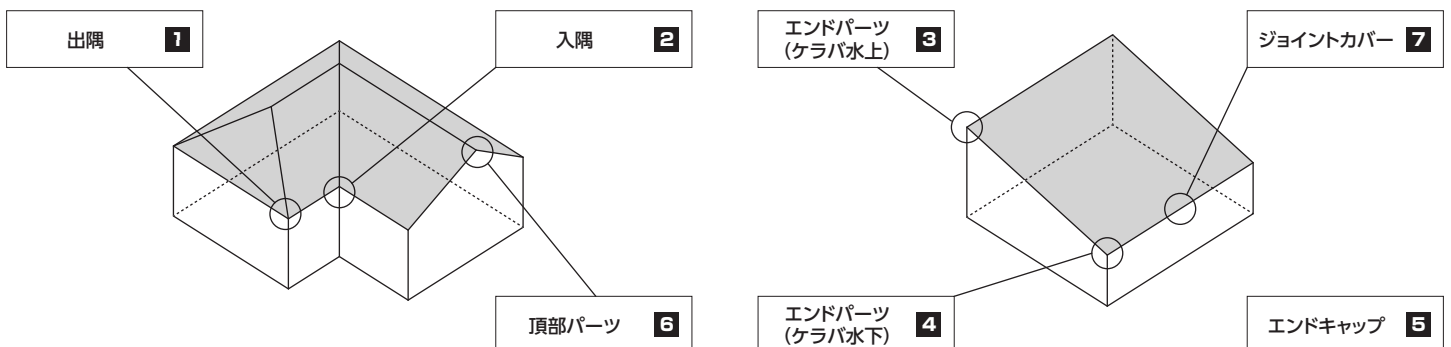 出隅 1
入隅 2
頂部パーツ 6
エンドパーツ
(ケラバ水上) 3
ジョイントカバー 7
エンドパーツ
(ケラバ水下) 4
エンドキャップ 5